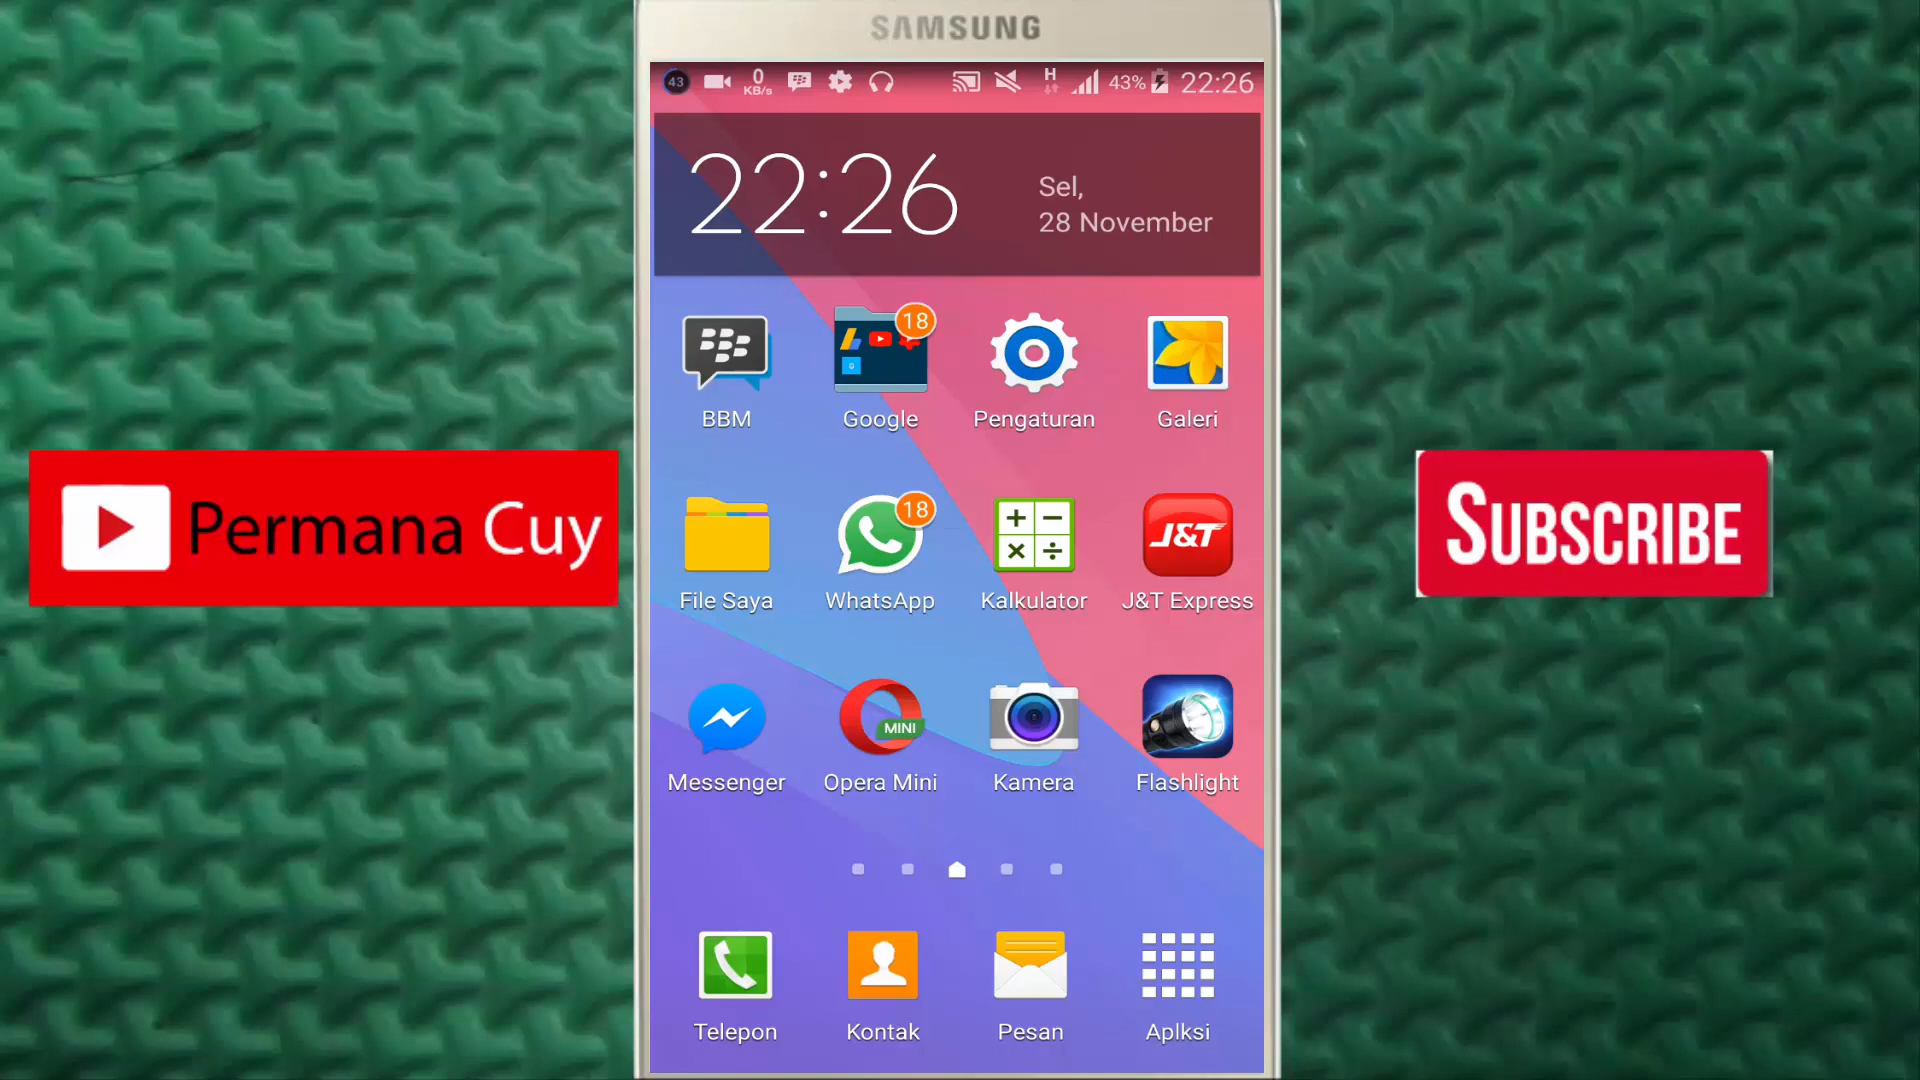 SAMSUNG
43
0
KB/s
H
43%
22:26
22:26
Sel,
28 November
18
BBM
Google
Pengaturan
Galeri
Permana Cuy
SUBSCRIBE
18
J&T
File Saya
WhatsApp
Kalkulator
J&T Express
MINI
Messenger
Opera Mini
Kamera
Flashlight
Telepon
Kontak
Pesan
Aplksi